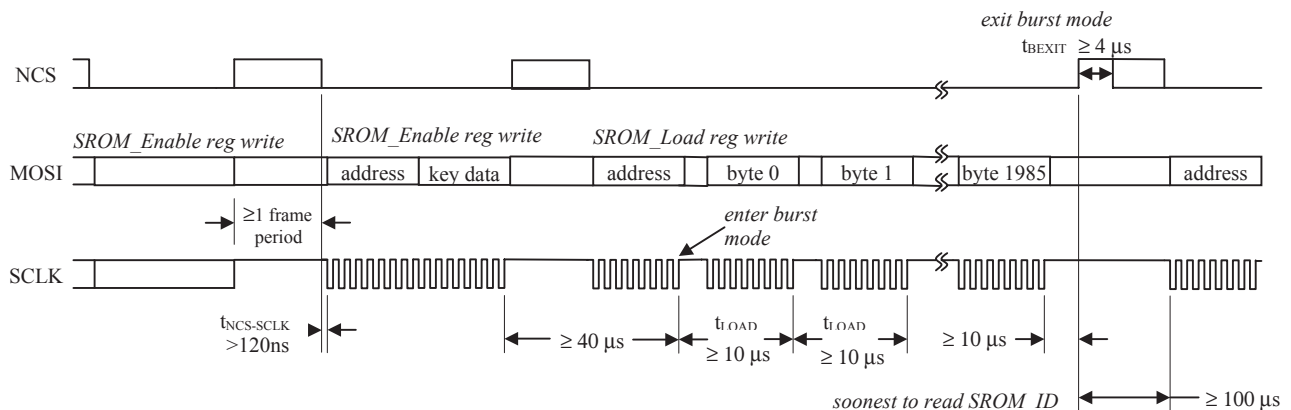 exit burst mode
tBEXIT ≥ 4 µs
NCS
SROM_Enable reg write
SROM_Enable reg write
SROM_Load reg write
MOSI
address
key data
address
byte 0
byte 1
byte 1985
address
≥1 frame
period
enter burst
mode
SCLK
tNCS-SCLK
>120ns
≥ 40 µs
tLOAD
≥ 10 µs
tLOAD
≥ 10 µs
≥ 10 µs
soonest to read SROM_ID
≥ 100 µs